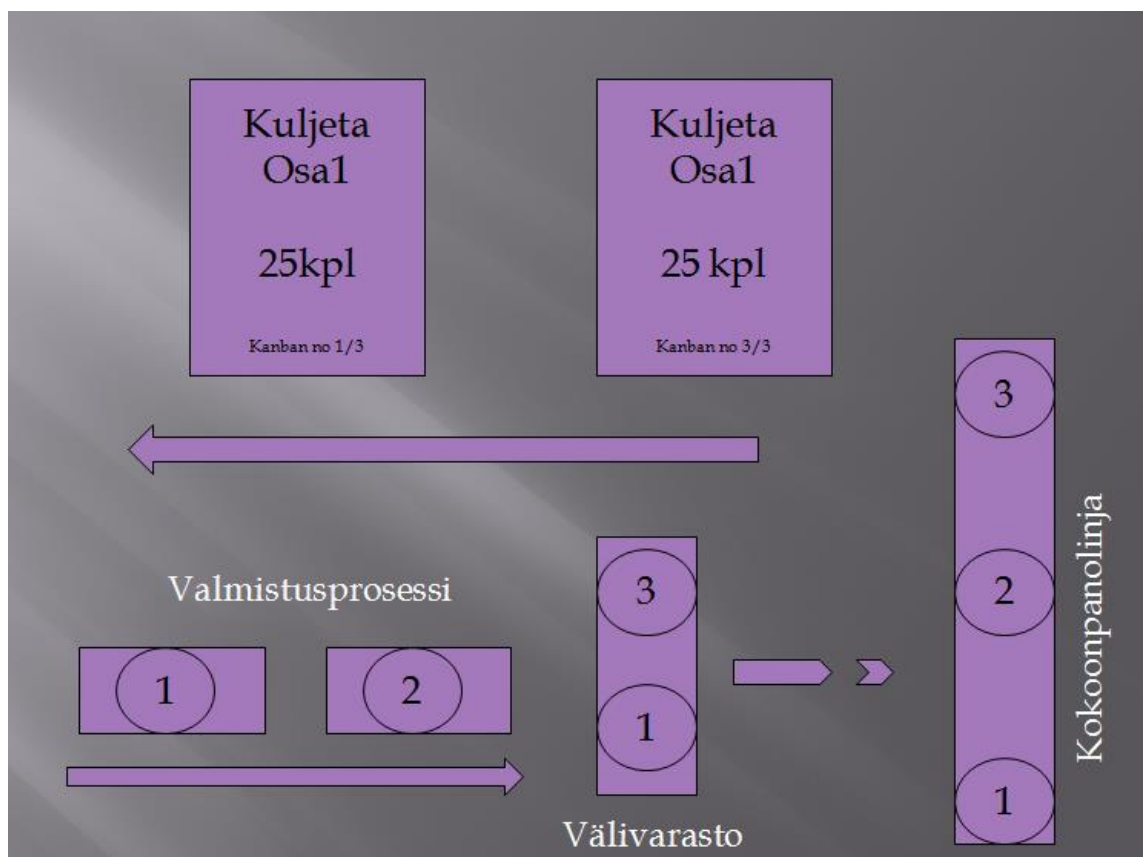 Kuljeta
Osa1
25kpl
Kanban no 1/3
Kuljeta
Osa1
25 kpl
Kanban no 3/3
Valmistusprosessi
1
2
3
1
Välivarasto
3
2
1
Kokoonpanolinja